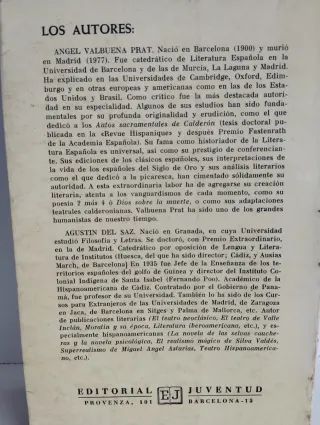 LOS AUTORES:
ANGEL VALBUENA PRAT. Nació en Barcelona (1900) y murió
en Madrid (1977). Fue catedrático de Literatura Española en la
Universidad de Barcelona y de las de Murcia, La Laguna y Madrid.
Ha explicado en las Universidades de Cambridge, Oxford, Edim-
burgo y en otras europeas y americanas como en las de los Esta-
dos Unidos y Brasil. Como crítico fue la más destacada autori-
dad en su especialidad. Algunos de sus estudios han sido funda-
mentales por su profunda originalidad y erudición, como el que
dedicó a los Autos sacramentales de Calderón (tesis doctoral pu-
blicada en la «Revue Hispanique» y después Premio Fastenrath
de la Academia Española). Su fama como historiador de la Litera-
tura Española es universal, así como su prestigio de conferencian-
te. Sus ediciones de los clásicos españoles, sus interpretaciones de
la vida de los españoles del Siglo de Oro y sus análisis literarios
como el que dedicó a la picaresca, han cimentado sólidamente su
autoridad. A esta extraordinaria labor ha de agregarse su creación
literaria, atenta a los vanguardismos de cada momento, como su
poesía 2 más 4 ó Dios sobre la muerte, o como sus adaptaciones
teatrales calderonianas. Valbuena Prat ha sido uno de los grandes
humanistas de nuestro tiempo.
AGUSTIN DEL SAZ. Nació en Granada, en cuya Universidad
estudió Filosofía y Letras. Se doctoró, con Premio Extraordinario,
en la de Madrid. Catedrático por oposición de Lengua y Litera-
tura de Institutos (Huesca, del que ha sido director; Cádiz, y Ausias
March, de Barcelona) En 1935 fue Jefe de la Enseñanza de los te-
rritorios españoles del golfo de Guinea y director del Instituto Co-
lonial Indígena de Santa Isabel (Fernando Poo). Académico de la
Hispanoamericana de Cádiz. Contratado por el Gobierno de Pana-
má, fue profesor de su Universidad. También lo ha sido de los Cur-
sos para Extranjeros de las Universidades de Madrid, de Zaragoza
en Jaca, de Barcelona en Sitges y Palma de Mallorca, etc. Autor
de publicaciones literarias (El teatro neoclásico, El teatro de Valle
Inclán, Moratín y su época, Literatura iberoamericana, etc.), y es-
pecialmente hispanoamericanas (La novela de las selvas cauche-
ras y la novela psicológica, El realismo mágico de Silva Valdés,
Superrealismo de Miguel Angel Asturias, Teatro Hispanoamerica-
no, etc.).
EDITORIAL EJ JUVENTUD
PROVENZA, 101 BARCELONA-15